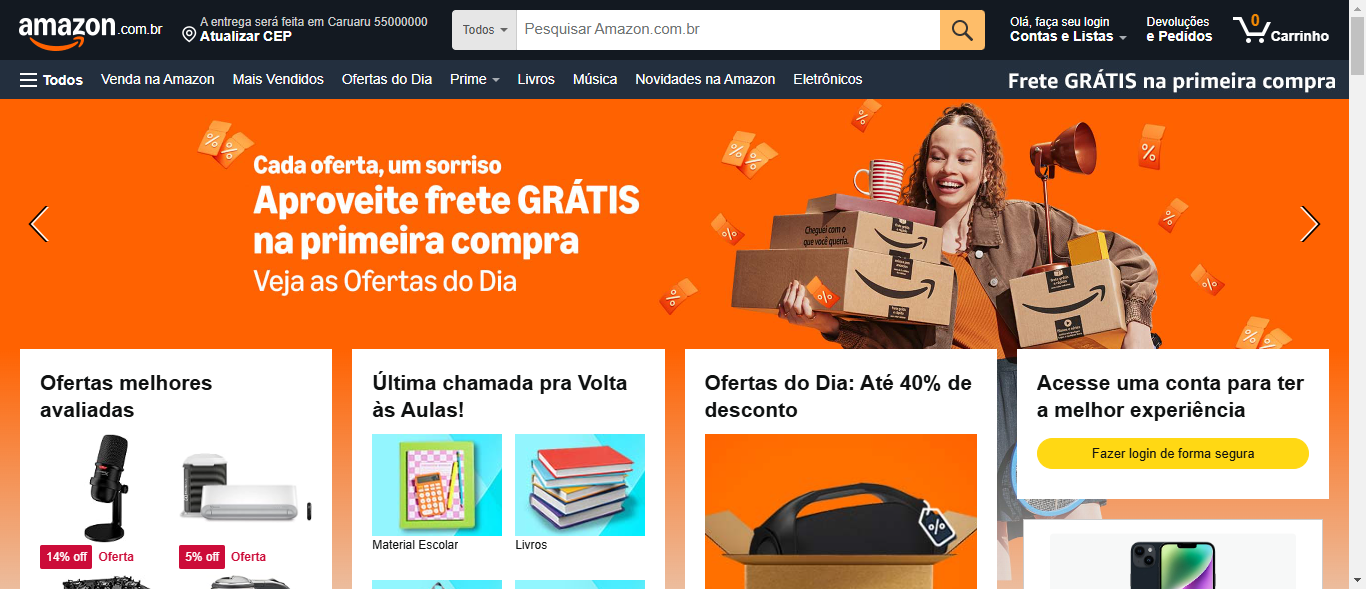 amazon.com.br
A entrega será feita em Caruaru 55000000
Atualizar CEP
Todos
Pesquisar Amazon.com.br
Olá, faça seu login
Contas e Listas
Devoluções
e Pedidos
0
Carrinho
Todos
Venda na Amazon
Mais Vendidos
Ofertas do Dia
Prime
Livros
Música
Novidades na Amazon
Eletrônicos
Frete GRÁTIS na primeira compra
Cada oferta, um sorriso
Aproveite frete GRÁTIS
na primeira compra
Veja as Ofertas do Dia
Cheguei com o
que você queria.
Ofertas melhores
avaliadas
14% off Oferta
5% off Oferta
Última chamada pra Volta
às Aulas!
Material Escolar
Livros
Ofertas do Dia: Até 40% de
desconto
Acesse uma conta para ter
a melhor experiência
Fazer login de forma segura